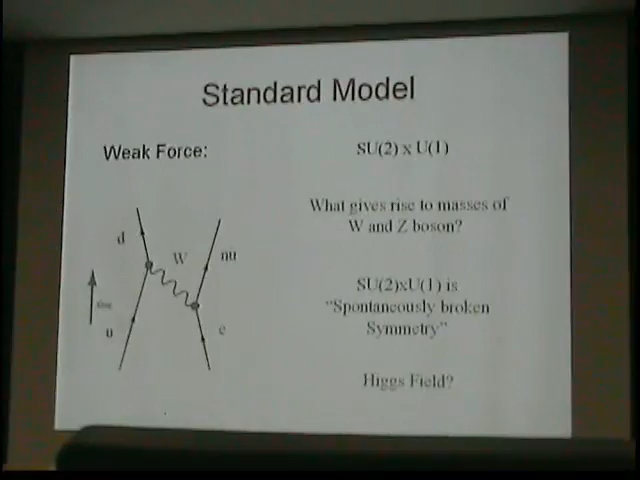 Standard Model
Weak Force:
SU(2) x U(1)
What gives rise to masses of
W and Z boson?
d
W
nu
SU(2)xU(1) is
"Spontaneously broken
Symmetry"
time
u
e
Higgs Field?